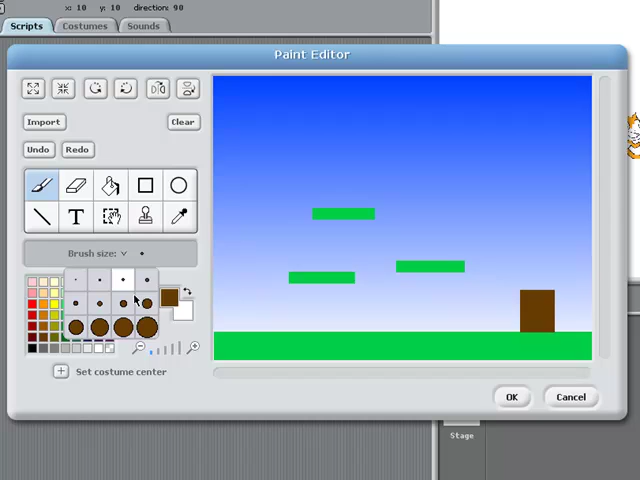 x: 10 y: 10 direction: 90
Scripts Costumes Sounds
Paint Editor
Import Clear
Undo Redo
T
Brush size:
Set costume center
OK Cancel
Stage